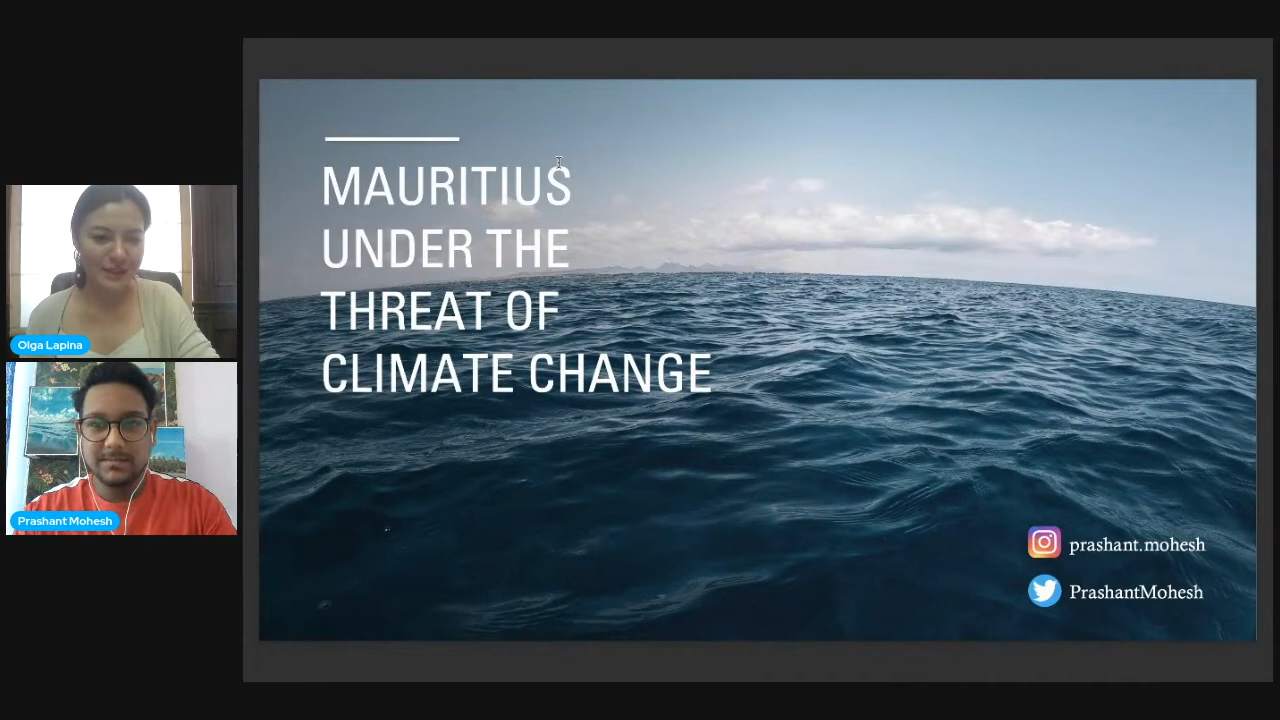 Olga Lapina
Prashant Mohesh
MAURITIUS
UNDER THE
THREAT OF
CLIMATE CHANGE
prashant.mohesh
PrashantMohesh